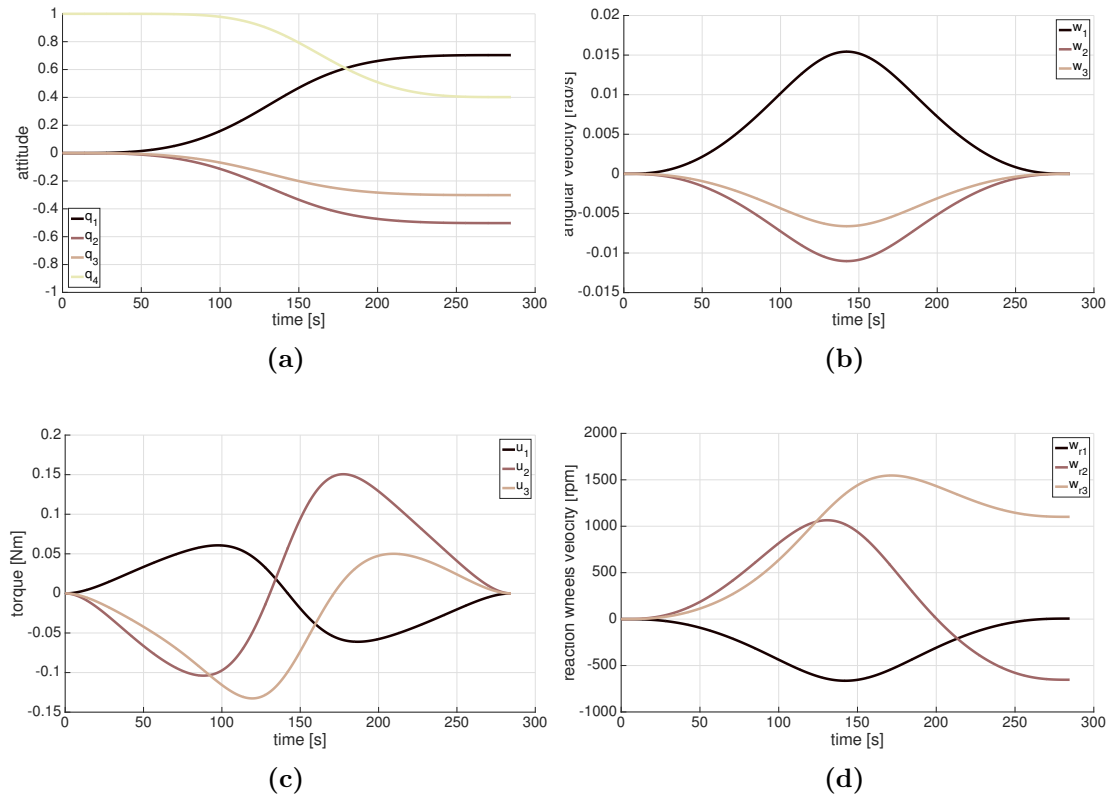 1
0.8
0.6
0.4
0.2
0
-0.2
-0.4
-0.6
-0.8
-1
attitude
q1
q2
q3
q4
0 50 100 150 200 250 300
time [s]
(a)
0.02
0.015
0.01
0.005
0
-0.005
-0.01
-0.015
angular velocity [rad/s]
w1
w2
w3
0 50 100 150 200 250 300
time [s]
(b)
0.2
0.15
0.1
0.05
0
-0.05
-0.1
-0.15
torque [Nm]
u1
u2
u3
0 50 100 150 200 250 300
time [s]
(c)
2000
1500
1000
500
0
-500
-1000
reaction wheels velocity [rpm]
wr1
wr2
wr3
0 50 100 150 200 250 300
time [s]
(d)